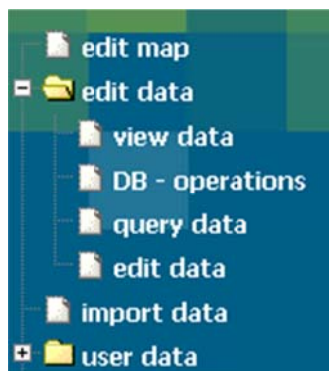 edit map
edit data
view data
DB - operations
query data
edit data
import data
user data